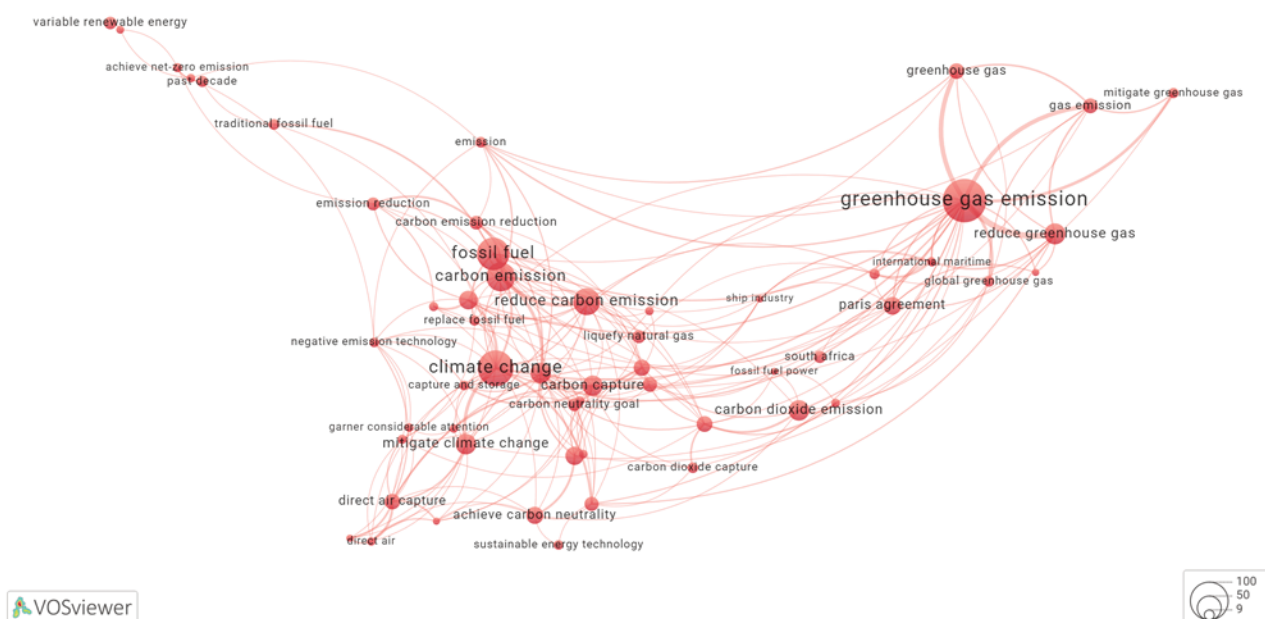 variable renewable energy
achieve net-zero emission
past decade
traditional fossil fuel
emission
greenhouse gas
mitigate greenhouse gas
gas emission
greenhouse gas emission
reduce greenhouse gas
emission reduction
carbon emission reduction
fossil fuel
carbon emission
international maritime
global greenhouse gas
reduce carbon emission
ship industry
paris agreement
replace fossil fuel
liquefy natural gas
negative emission technology
south africa
climate change
fossil fuel power
capture and storage
carbon capture
carbon neutrality goal
carbon dioxide emission
garner considerable attention
mitigate climate change
carbon dioxide capture
direct air capture
achieve carbon neutrality
direct air
sustainable energy technology
VOSviewer
100
50
9